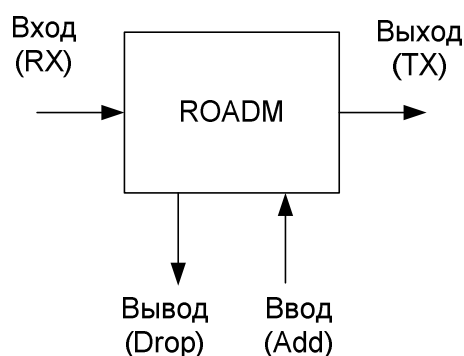 Вход
(RX)
Выход
(TX)
ROADM
Вывод
(Drop)
Ввод
(Add)